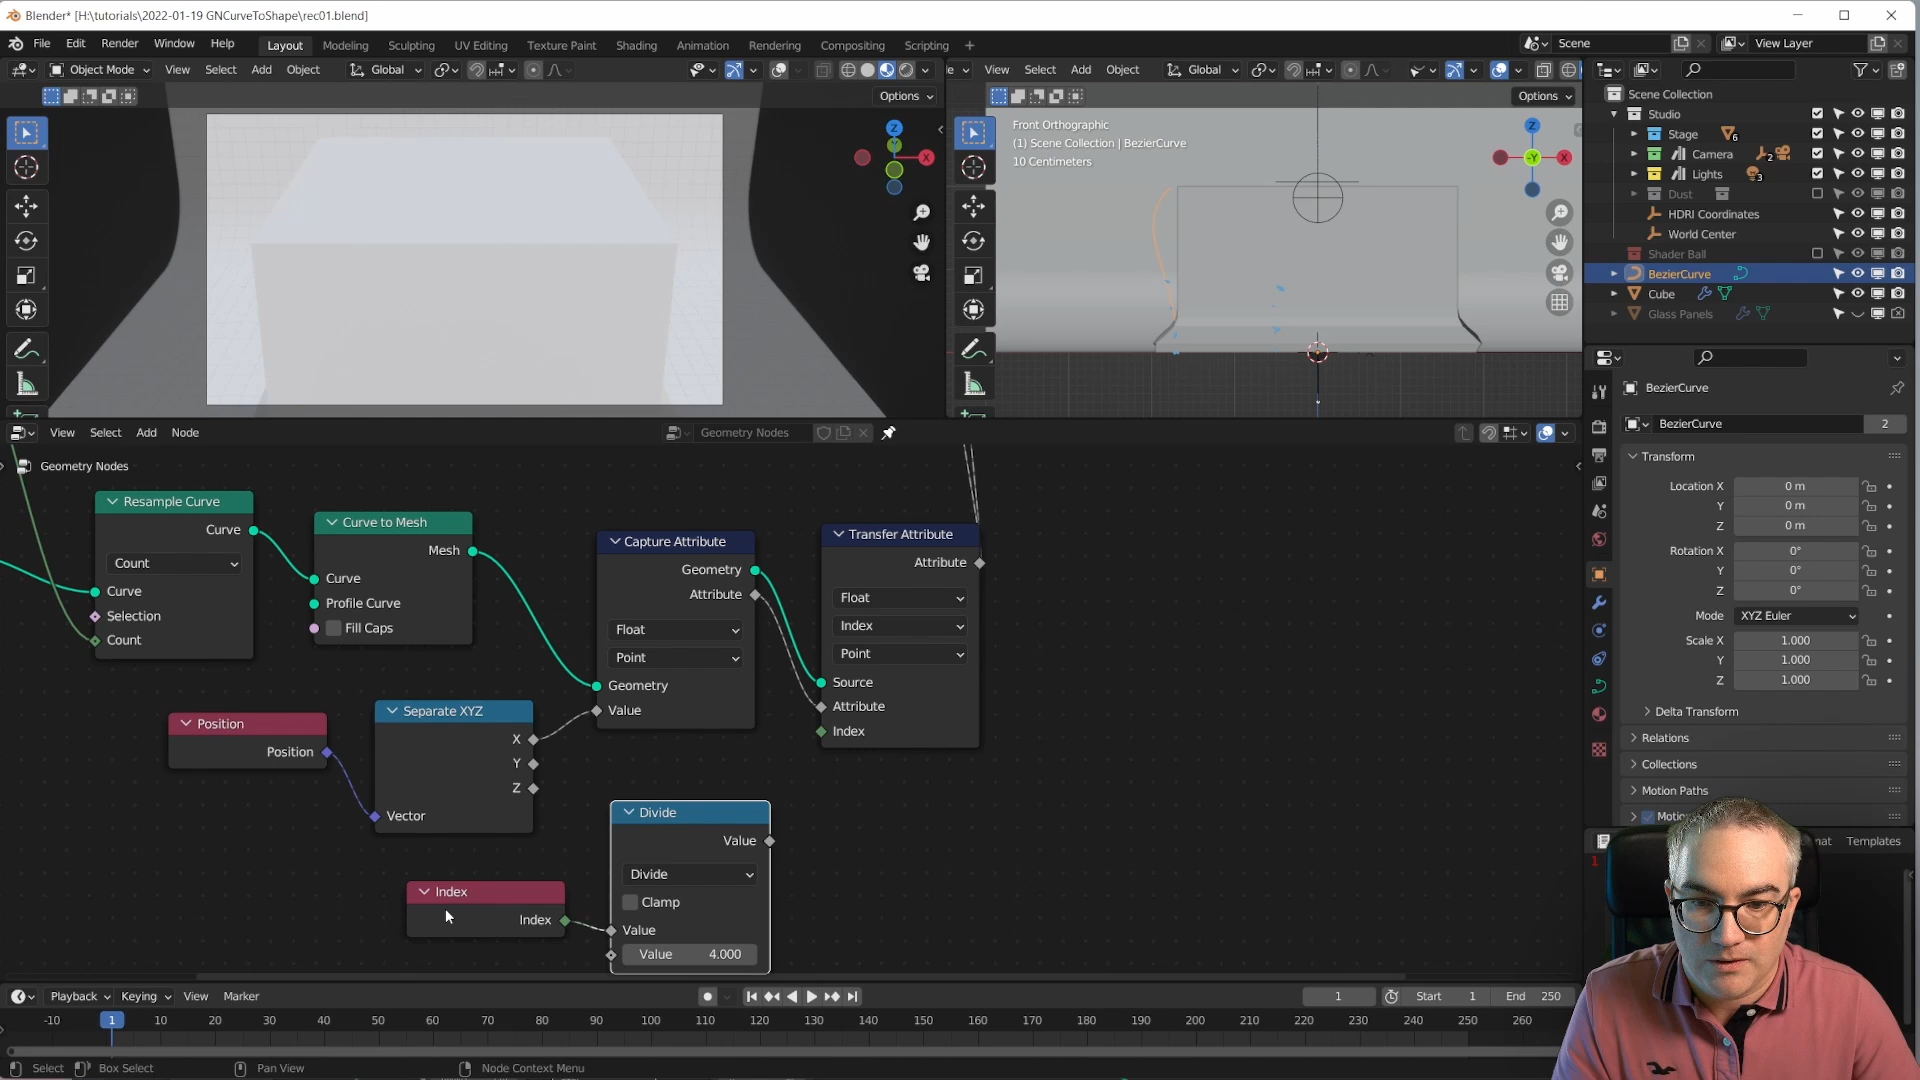 Blender* [H:\tutorials\2022-01-19 GNCurveToShape\rec01.blend]
File Edit Render Window Help Layout Modeling Sculpting UV Editing Texture Paint Shading Animation Rendering Compositing Scripting + Scene View Layer
Object Mode View Select Add Object Global
View Select Add Object Global
Options
Options
Front Orthographic
(1) Scene Collection | BezierCurve
10 Centimeters
Z
X
Z
-Y
X
Scene Collection
Studio
Stage 6
Camera 2
Lights 3
Dust
HDRI Coordinates
World Center
Shader Ball
BezierCurve
Cube
Glass Panels
BezierCurve
BezierCurve 2
Transform
Location X 0 m
Y 0 m
Z 0 m
Rotation X 0°
Y 0°
Z 0°
Mode XYZ Euler
Scale X 1.000
Y 1.000
Z 1.000
Delta Transform
Relations
Collections
Motion Paths
Templates
1
View Select Add Node Geometry Nodes
Geometry Nodes
Resample Curve
Curve
Count
Curve
Selection
Count
Curve to Mesh
Mesh
Curve
Profile Curve
Fill Caps
Position
Position
Separate XYZ
X
Y
Z
Vector
Capture Attribute
Geometry
Attribute
Float
Point
Geometry
Value
Transfer Attribute
Attribute
Float
Index
Point
Source
Attribute
Index
Index
Index
Divide
Value
Divide
Clamp
Value
Value 4.000
Playback Keying View Marker 1 Start 1 End 250
-10 1 10 20 30 40 50 60 70 80 90 100 110 120 130 140 150 160 170 180 190 200 210 220 230 240 250 260
Select Box Select Pan View Node Context Menu